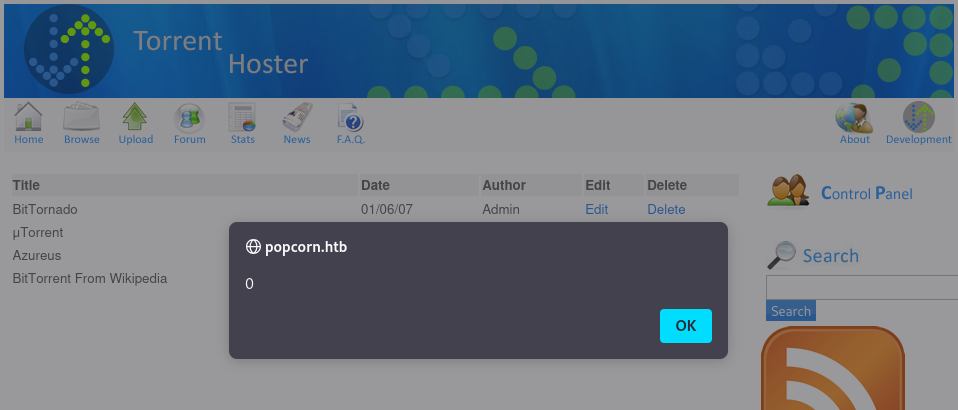 Torrent
Hoster
Home Browse Upload Forum Stats News F.A.Q. About Development
Title Date Author Edit Delete
BitTornado 01/06/07 Admin Edit Delete
µTorrent
Azureus
BitTorrent From Wikipedia
popcorn.htb
0
OK
Control Panel
Search
Search